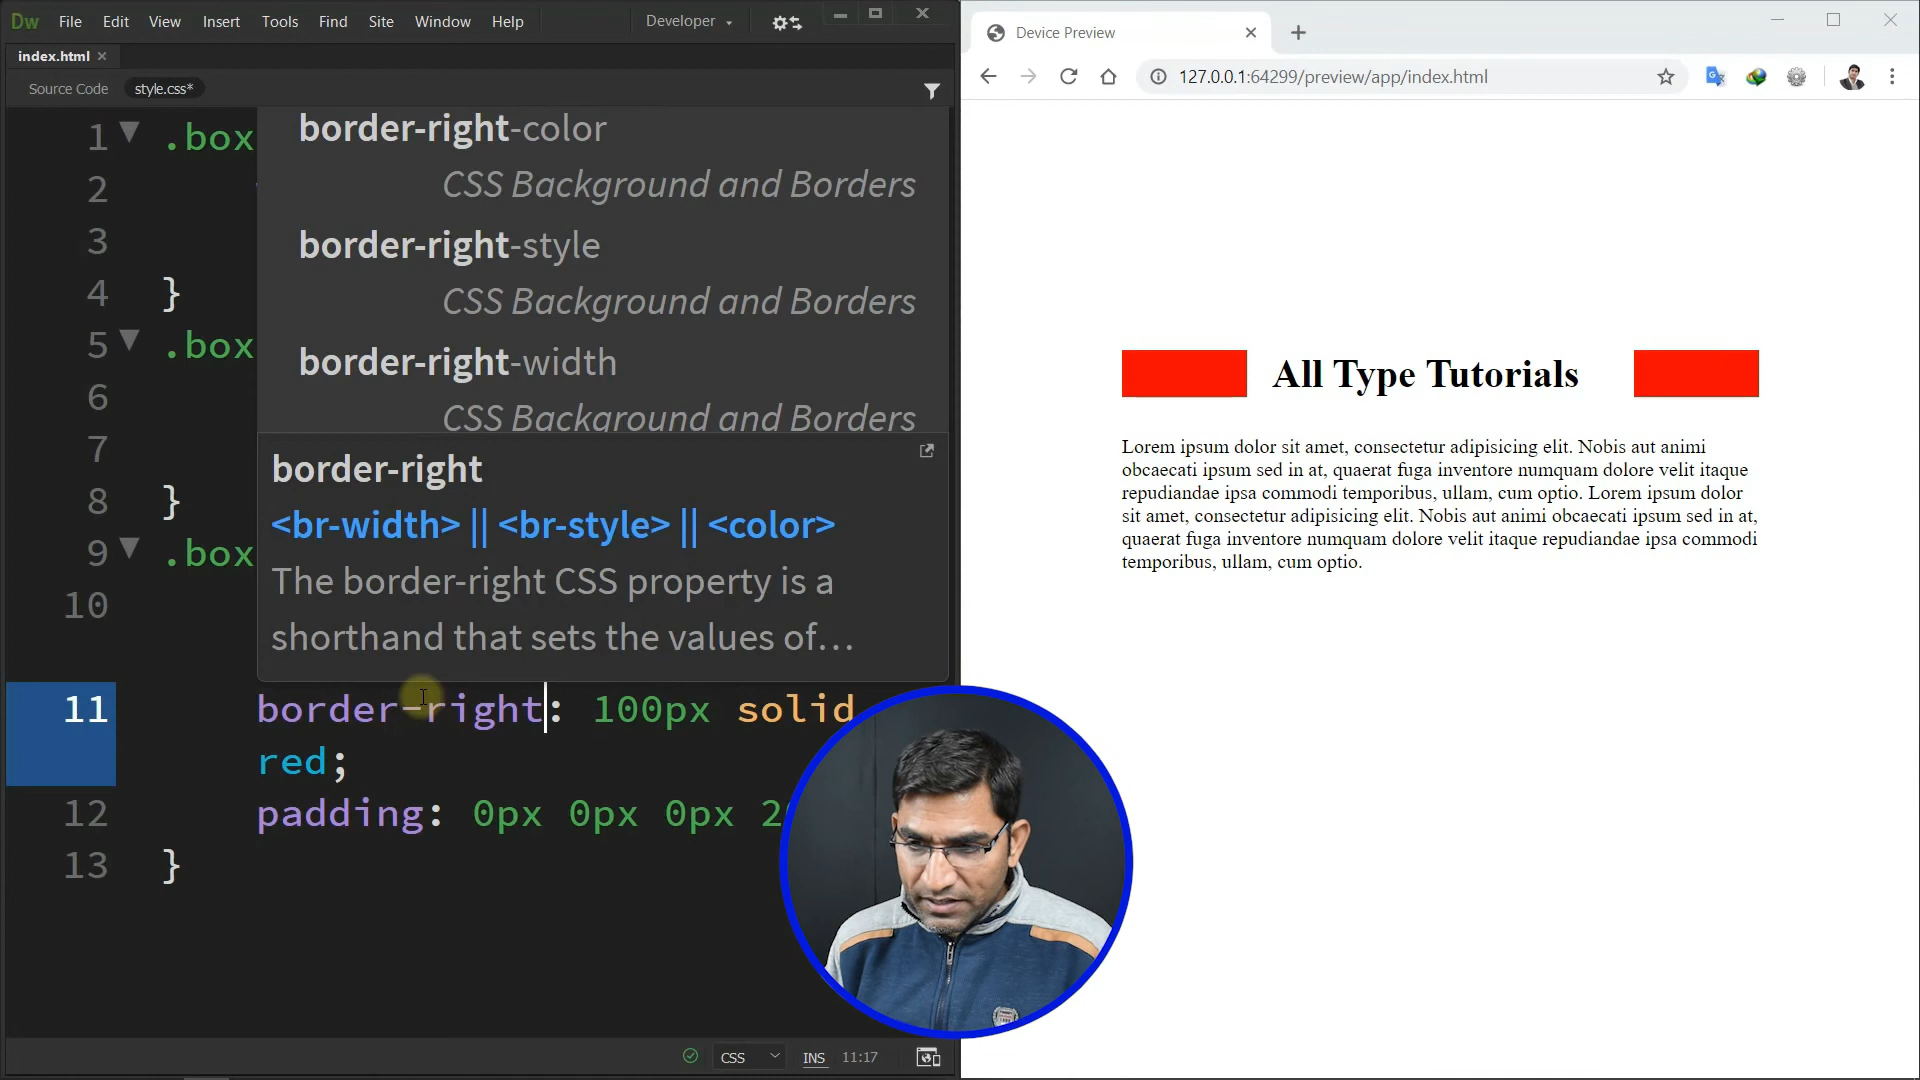 Dw File Edit View Insert Tools Find Site Window Help Developer
index.html
Source Code style.css*
1 .box
2
3
4 }
5 .box
6
7
8 }
9 .box
10
border-right-color
CSS Background and Borders
border-right-style
CSS Background and Borders
border-right-width
CSS Background and Borders
border-right
<br-width> || <br-style> || <color>
The border-right CSS property is a
shorthand that sets the values of...
11 border-right: 100px solid
red;
12 padding: 0px 0px 0px
13 }
CSS INS 11:17
Device Preview
127.0.0.1:64299/preview/app/index.html
All Type Tutorials
Lorem ipsum dolor sit amet, consectetur adipisicing elit. Nobis aut animi
obcaecati ipsum sed in at, quaerat fuga inventore numquam dolore velit itaque
repudiandae ipsa commodi temporibus, ullam, cum optio. Lorem ipsum dolor
sit amet, consectetur adipisicing elit. Nobis aut animi obcaecati ipsum sed in at,
quaerat fuga inventore numquam dolore velit itaque repudiandae ipsa commodi
temporibus, ullam, cum optio.